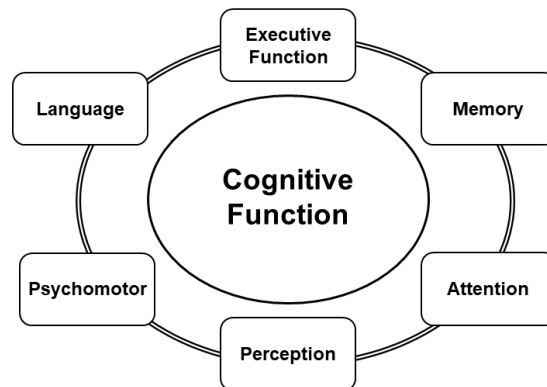 Executive
Function
Language
Memory
Cognitive
Function
Psychomotor
Attention
Perception